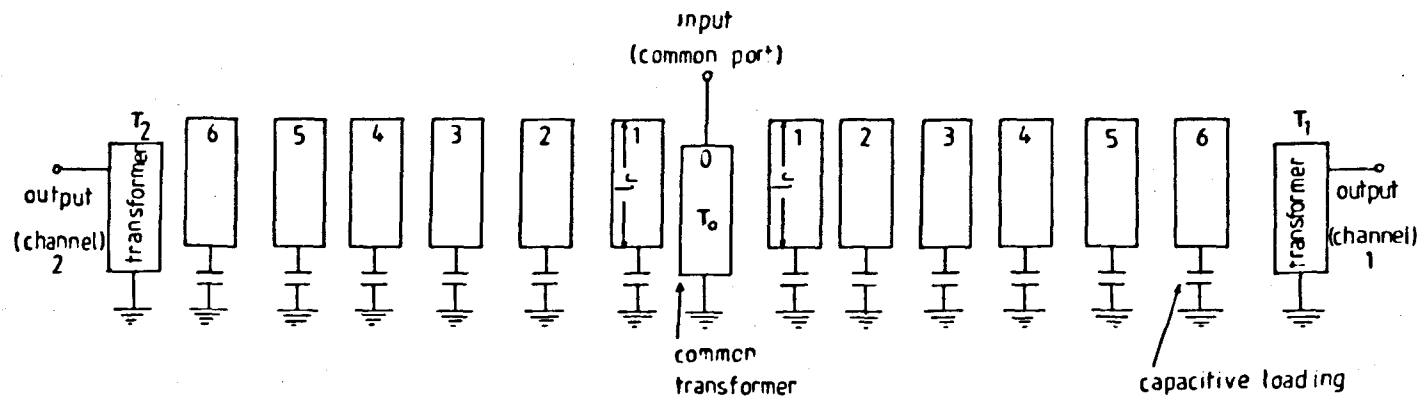 input
(common port)
T2
6
5
4
3
2
1
0
1
2
3
4
5
6
T1
lr
T0
lr
transformer
transformer
output
(channel)
2
output
(channel)
1
common
transformer
capacitive loading